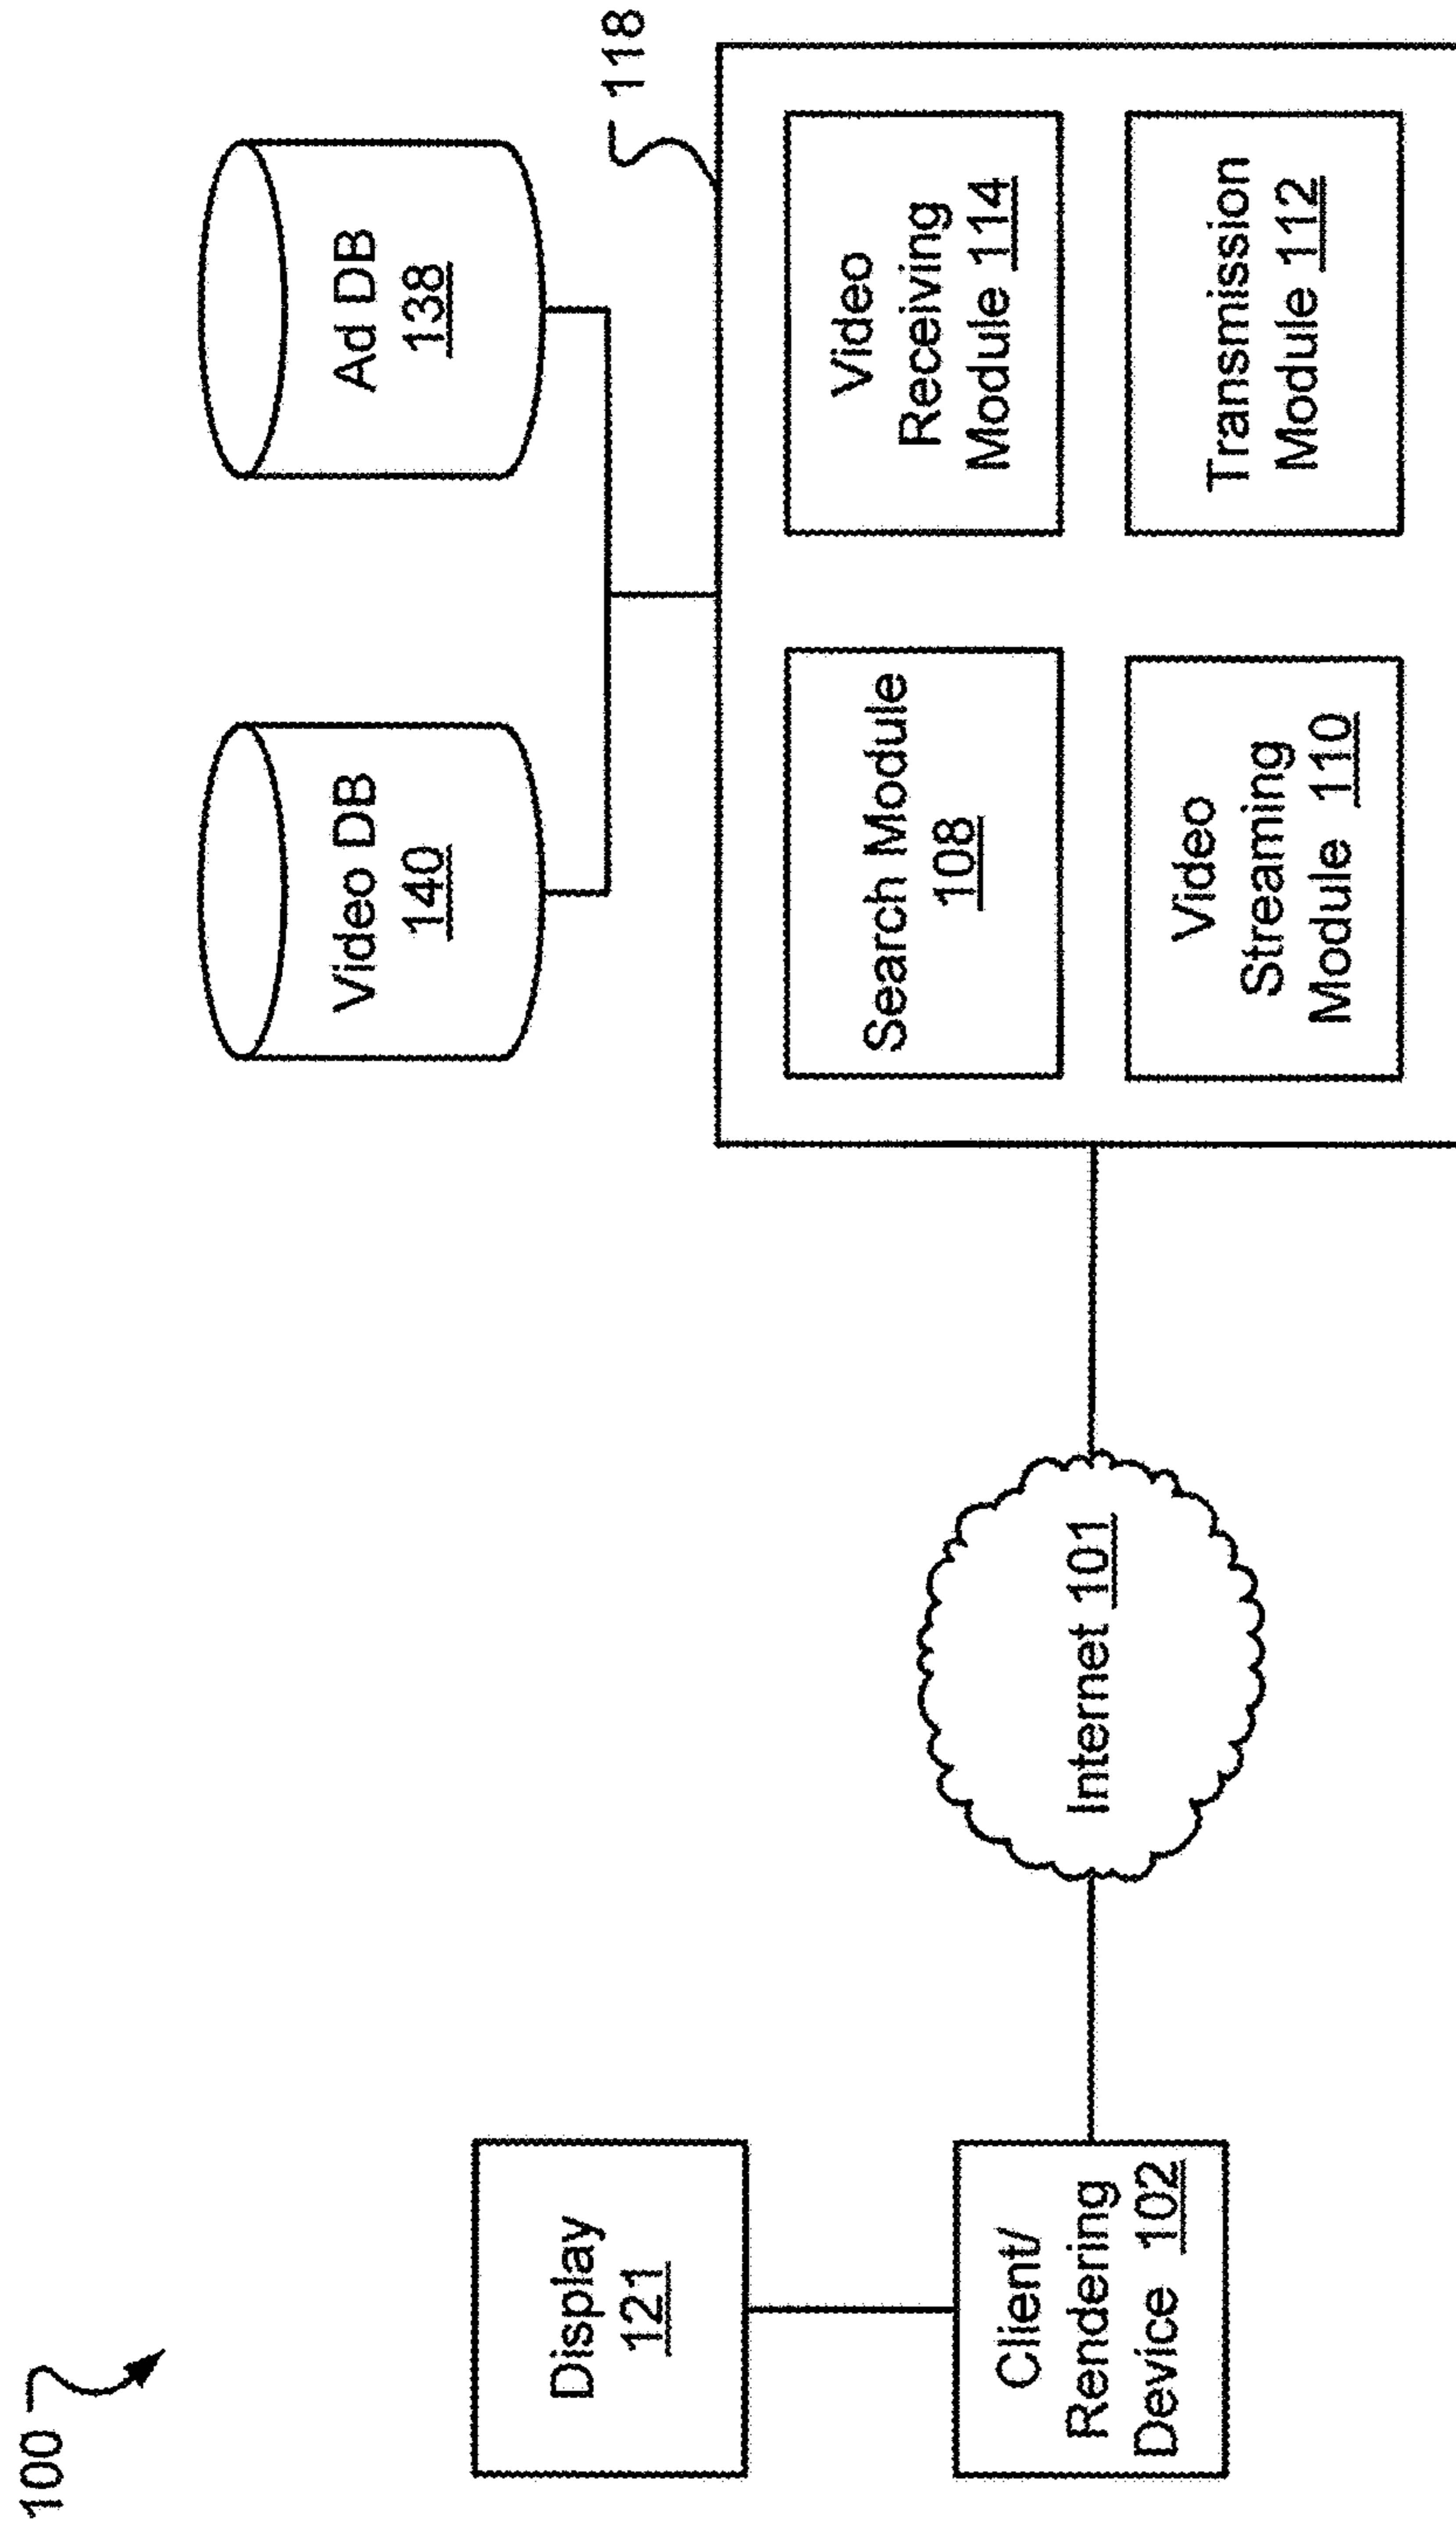 100
Display
121
Client/
Rendering
Device 102
Internet 101
Video DB
140
Ad DB
138
118
Search Module
108
Video
Receiving
Module 114
Video
Streaming
Module 110
Transmission
Module 112